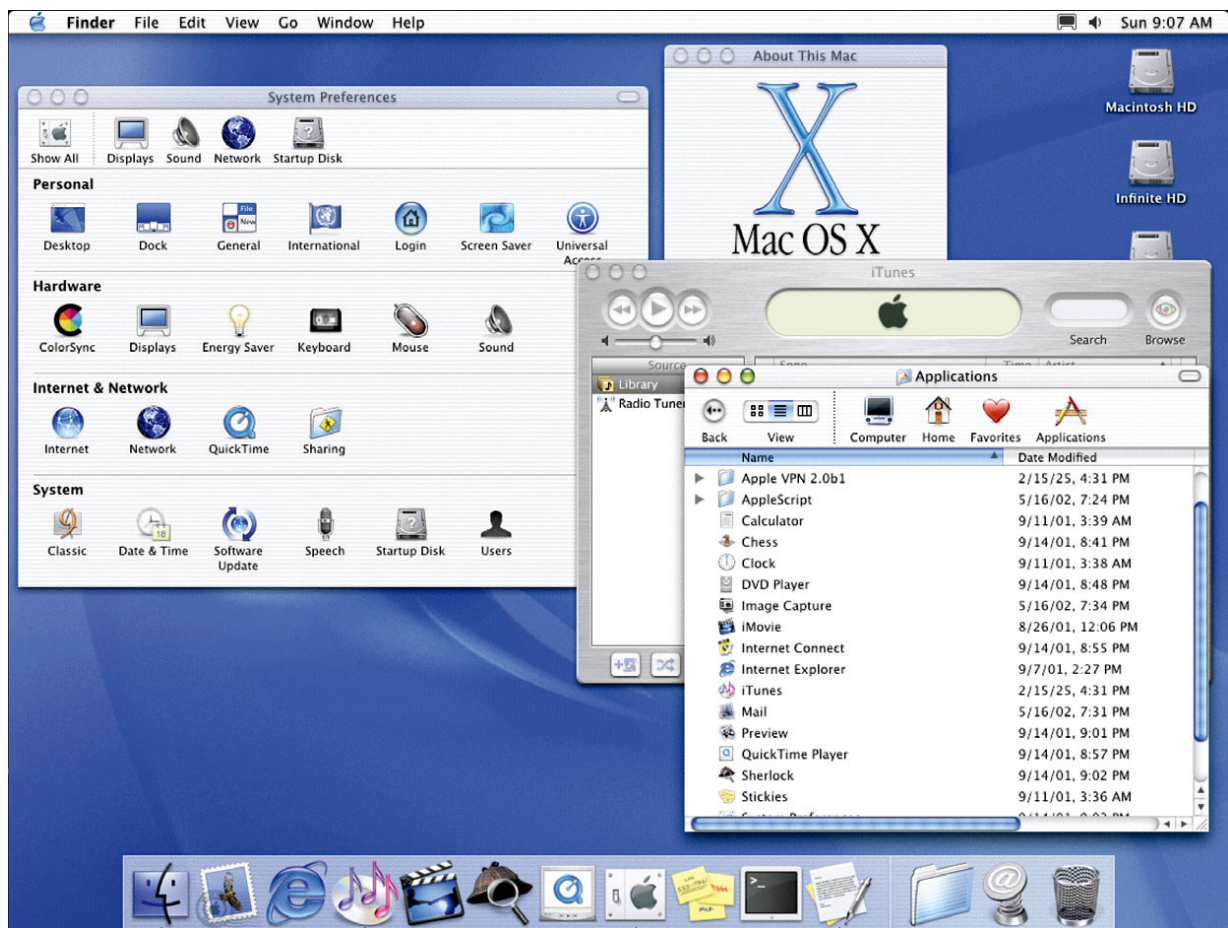 Finder File Edit View Go Window Help Sun 9:07 AM
About This Mac
Mac OS X
Macintosh HD
Infinite HD
System Preferences
Show All Displays Sound Network Startup Disk
Personal
Desktop Dock General International Login Screen Saver Universal
Access
Hardware
ColorSync Displays Energy Saver Keyboard Mouse Sound
Internet & Network
Internet Network QuickTime Sharing
System
Classic Date & Time Software Speech Startup Disk Users
Update
iTunes
Search Browse
Source Song Time Artist
Library
Radio Tuner
Applications
Back View Computer Home Favorites Applications
Name Date Modified
Apple VPN 2.0b1 2/15/25, 4:31 PM
AppleScript 5/16/02, 7:24 PM
Calculator 9/11/01, 3:39 AM
Chess 9/14/01, 8:41 PM
Clock 9/11/01, 3:38 AM
DVD Player 9/14/01, 8:48 PM
Image Capture 5/16/02, 7:34 PM
iMovie 8/26/01, 12:06 PM
Internet Connect 9/14/01, 8:55 PM
Internet Explorer 9/7/01, 2:27 PM
iTunes 2/15/25, 4:31 PM
Mail 5/16/02, 7:31 PM
Preview 9/14/01, 9:01 PM
QuickTime Player 9/14/01, 8:57 PM
Sherlock 9/14/01, 9:02 PM
Stickies 9/11/01, 3:36 AM